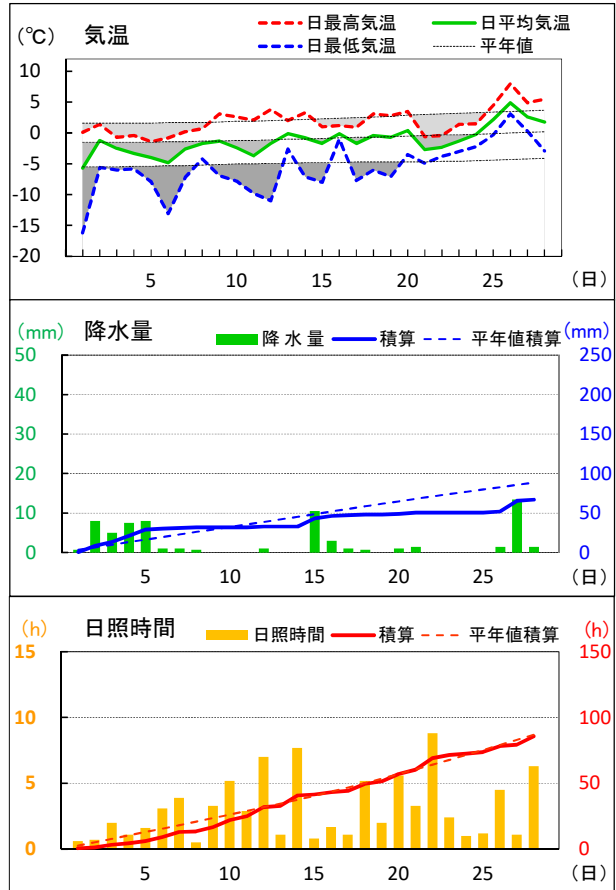 (℃) 気温
日最高気温 日平均気温
日最低気温 平年値
10
5
0
-5
-10
-15
-20
5 10 15 20 25 (日)
(mm) 降水量 降水量 積算 平年値積算 (mm)
50 250
40 200
30 150
20 100
10 50
0 0
5 10 15 20 25 (日)
(h) 日照時間 日照時間 積算 平年値積算 (h)
15 150
10 100
5 50
0 0
5 10 15 20 25 (日)